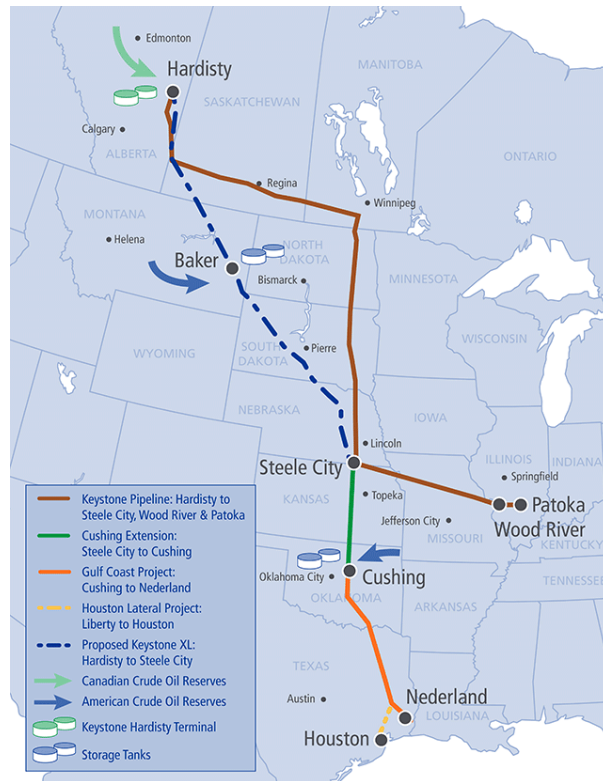 Edmonton
MANITOBA
Hardisty
SASKATCHEWAN
Calgary
ONTARIO
ALBERTA
Regina
Winnipeg
MONTANA
Helena
NORTH
DAKOTA
Baker
Bismarck
MINNESOTA
WISCONSIN
SOUTH
DAKOTA
Pierre
WYOMING
NEBRASKA
IOWA
Lincoln
Steele City
ILLINOIS
INDIANA
Springfield
KANSAS
Topeka
Patoka
Wood River
Jefferson City
MISSOURI
KENTUCKY
Oklahoma City
Cushing
TENNESSEE
OKLAHOMA
ARKANSAS
TEXAS
Austin
Nederland
LOUISIANA
Houston
Keystone Pipeline: Hardisty to
Steele City, Wood River & Patoka
Cushing Extension:
Steele City to Cushing
Gulf Coast Project:
Cushing to Nederland
Houston Lateral Project:
Liberty to Houston
Proposed Keystone XL:
Hardisty to Steele City
Canadian Crude Oil Reserves
American Crude Oil Reserves
Keystone Hardisty Terminal
Storage Tanks